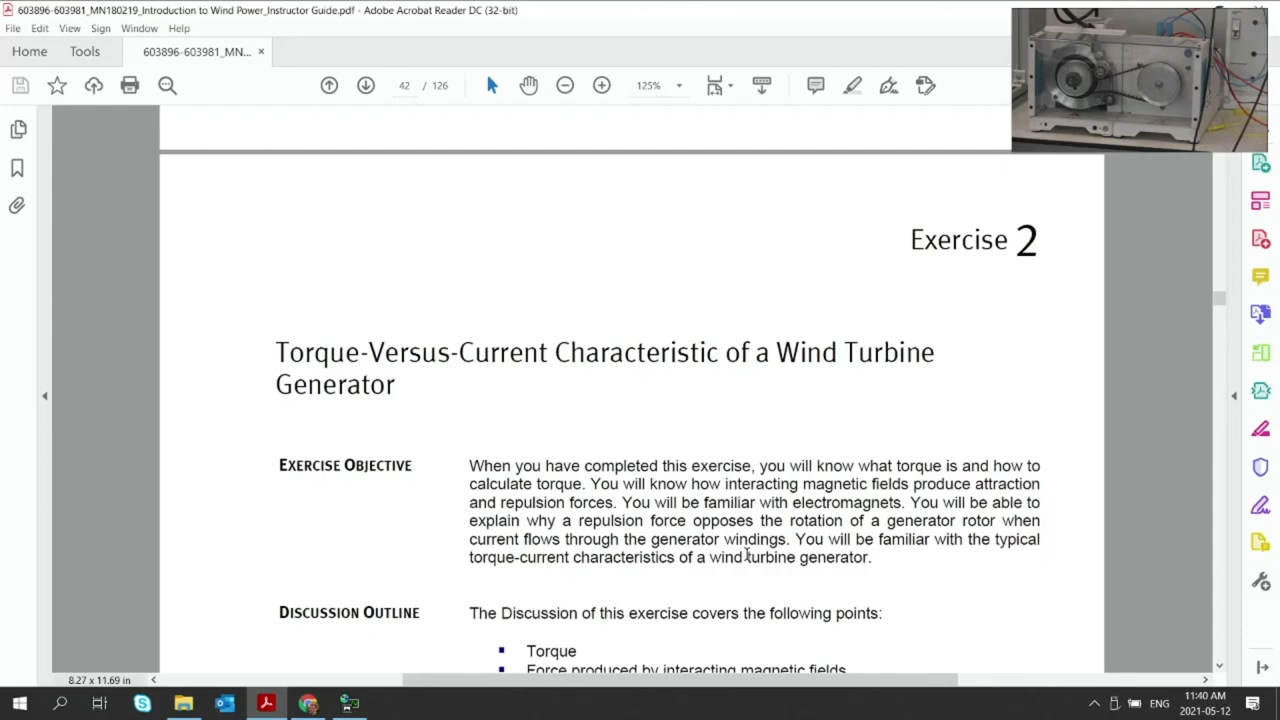 603896-603981_MN180219_Introduction to Wind Power_Instructor Guide.pdf - Adobe Acrobat Reader DC (32-bit)
File Edit View Sign Window Help
Home Tools 603896-603981_MN... ×
42 / 126 125%
Exercise 2
Torque-Versus-Current Characteristic of a Wind Turbine
Generator
EXERCISE OBJECTIVE
When you have completed this exercise, you will know what torque is and how to
calculate torque. You will know how interacting magnetic fields produce attraction
and repulsion forces. You will be familiar with electromagnets. You will be able to
explain why a repulsion force opposes the rotation of a generator rotor when
current flows through the generator windings. You will be familiar with the typical
torque-current characteristics of a wind turbine generator.
DISCUSSION OUTLINE
The Discussion of this exercise covers the following points:
▪ Torque
▪ Force produced by interacting magnetic fields
8.27 x 11.69 in
ENG
11:40 AM
2021-05-12